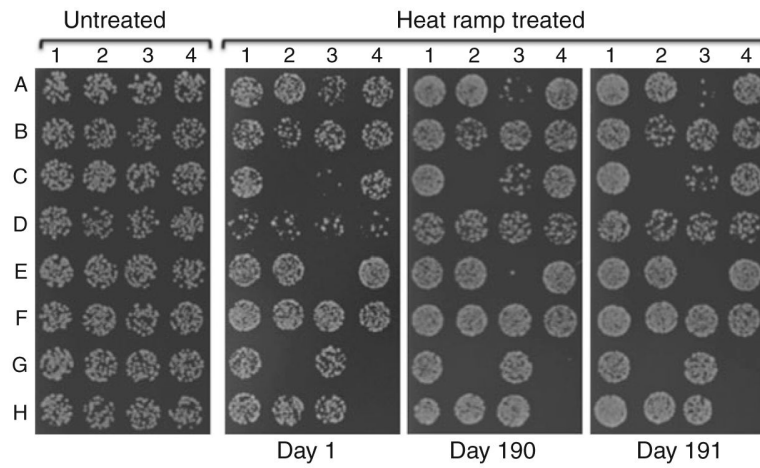 Untreated Heat ramp treated
1 2 3 4 1 2 3 4 1 2 3 4 1 2 3 4
A
B
C
D
E
F
G
H
Day 1 Day 190 Day 191